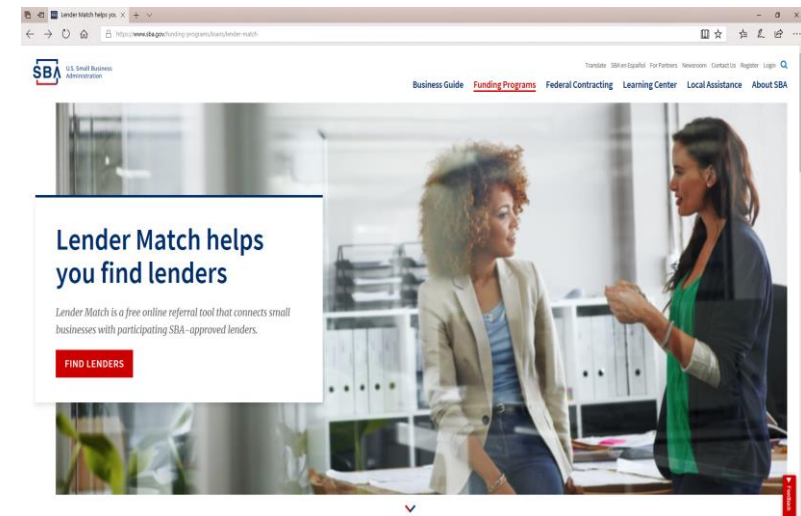 Lender Match helps you
https://www.sba.gov/funding-programs/loans/lender-match
SBA
U.S. Small Business
Administration
Translate SBA en Español For Partners Newsroom Contact Us Register Login
Business Guide Funding Programs Federal Contracting Learning Center Local Assistance About SBA
Lender Match helps
you find lenders
Lender Match is a free online referral tool that connects small
businesses with participating SBA-approved lenders.
FIND LENDERS
Feedback